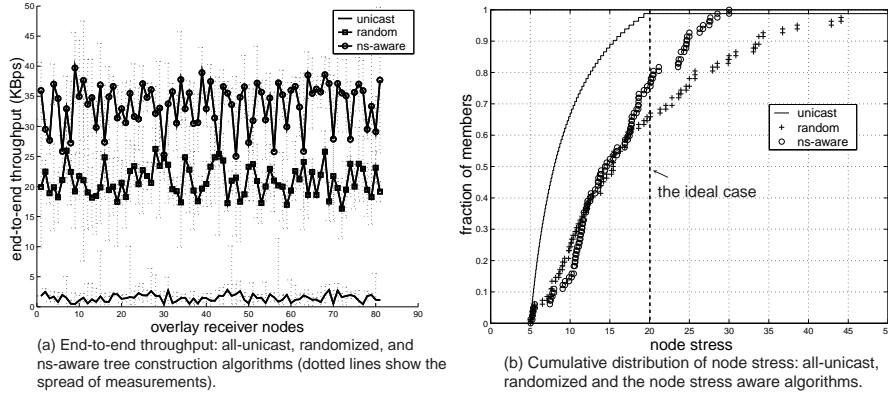 50
45
40
35
30
25
20
15
10
5
0
end-to-end throughput (KBps)
unicast
random
ns-aware
0 10 20 30 40 50 60 70 80 90
overlay receiver nodes
(a) End-to-end throughput: all-unicast, randomized, and
ns-aware tree construction algorithms (dotted lines show the
spread of measurements).
1
0.9
0.8
0.7
0.6
0.5
0.4
0.3
0.2
0.1
0
fraction of members
unicast
random
ns-aware
the ideal case
0 5 10 15 20 25 30 35 40 45 50
node stress
(b) Cumulative distribution of node stress: all-unicast,
randomized and the node stress aware algorithms.